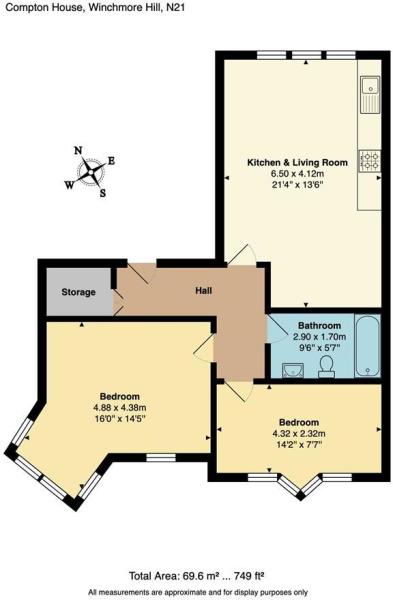 Compton House, Winchmore Hill, N21
N
E
W
S
Kitchen & Living Room
6.50 x 4.12m
21'4" x 13'6"
Storage
Hall
Bathroom
2.90 x 1.70m
9'6" x 5'7"
Bedroom
4.88 x 4.38m
16'0" x 14'5"
Bedroom
4.32 x 2.32m
14'2" x 7'7"
Total Area: 69.6 m² ... 749 ft²
All measurements are approximate and for display purposes only